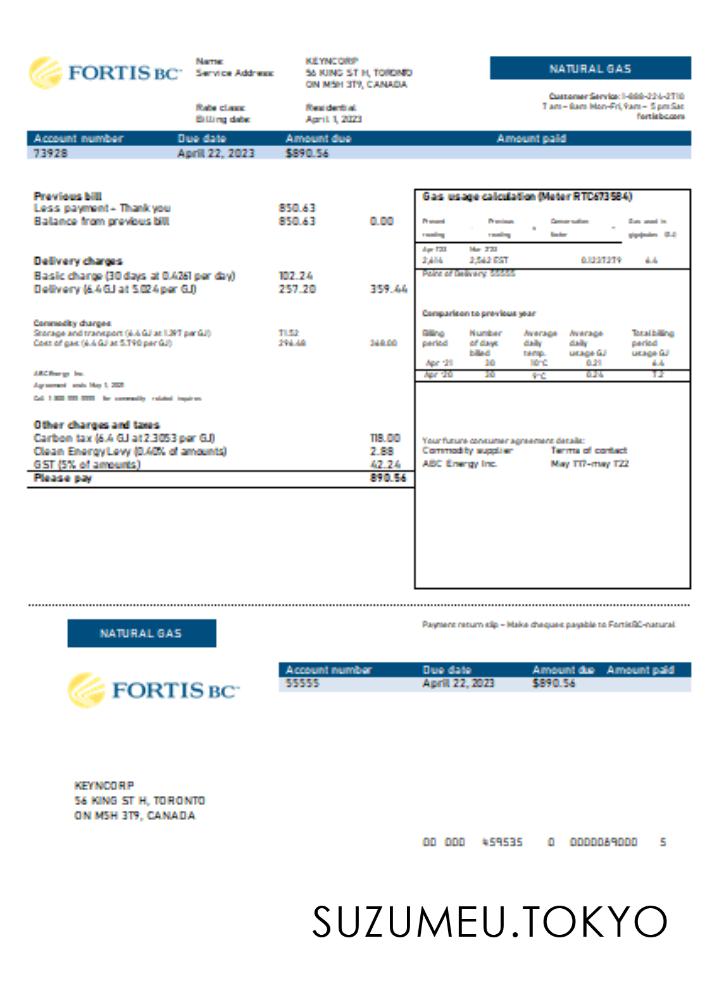 FORTIS BC™
Name: KEYNCORP
Service Address: 56 KING ST H, TORONTO
ON M5H 3T9, CANADA
Rate class: Residential
Billing date: April 1, 2023
NATURAL GAS
Customer Service: 1-888-224-2710
7 am – 8am Mon-Fri, 9am – 5 pm Sat
fortisbc.com
Account number Due date Amount due Amount paid
73928 April 22, 2023 $890.56
Previous bill
Less payment – Thank you 850.63
Balance from previous bill 850.63 0.00
Delivery charges
Basic charge (30 days at 0.4261 per day) 102.24
Delivery (6.4 GJ at 5.024 per GJ) 257.20 359.44
Commodity charges
Storage and transport (6.4 GJ at 1.397 per GJ) 71.52
Cost of gas (6.4 GJ at 5.790 per GJ) 296.48 368.00
ABC Energy Inc.
Agreement ends May 1, 2021
Call 1 800 555 5555 for commodity related inquires
Other charges and taxes
Carbon tax (6.4 GJ at 2.3053 per GJ) 118.00
Clean Energy Levy (0.40% of amounts) 2.88
GST (5% of amounts) 42.24
Please pay 890.56
Gas usage calculation (Meter RTC673584)
Present reading - Previous reading × Conversation factor = Gas used in gigajoules (GJ)
Apr 1'23 Mar 2'23
2,614 2,562 EST 0.1237279 6.4
Point of Delivery: 55555
Comparison to previous year
Billing period Number of days billed Average daily temp. Average daily usage GJ Total billing period usage GJ
Apr '21 30 10°C 0.21 6.4
Apr '20 30 9°C 0.24 7.2
Your future consumer agreement details:
Commodity supplier Terms of contact
ABC Energy Inc. May 1'17-may 1'22
NATURAL GAS
Payment return slip – Make cheques payable to FortisBC-natural
FORTIS BC™
Account number Due date Amount due Amount paid
55555 April 22, 2023 $890.56
KEYNCORP
56 KING ST H, TORONTO
ON M5H 3T9, CANADA
00 000 459535 0 0000089000 5
SUZUMEU.TOKYO